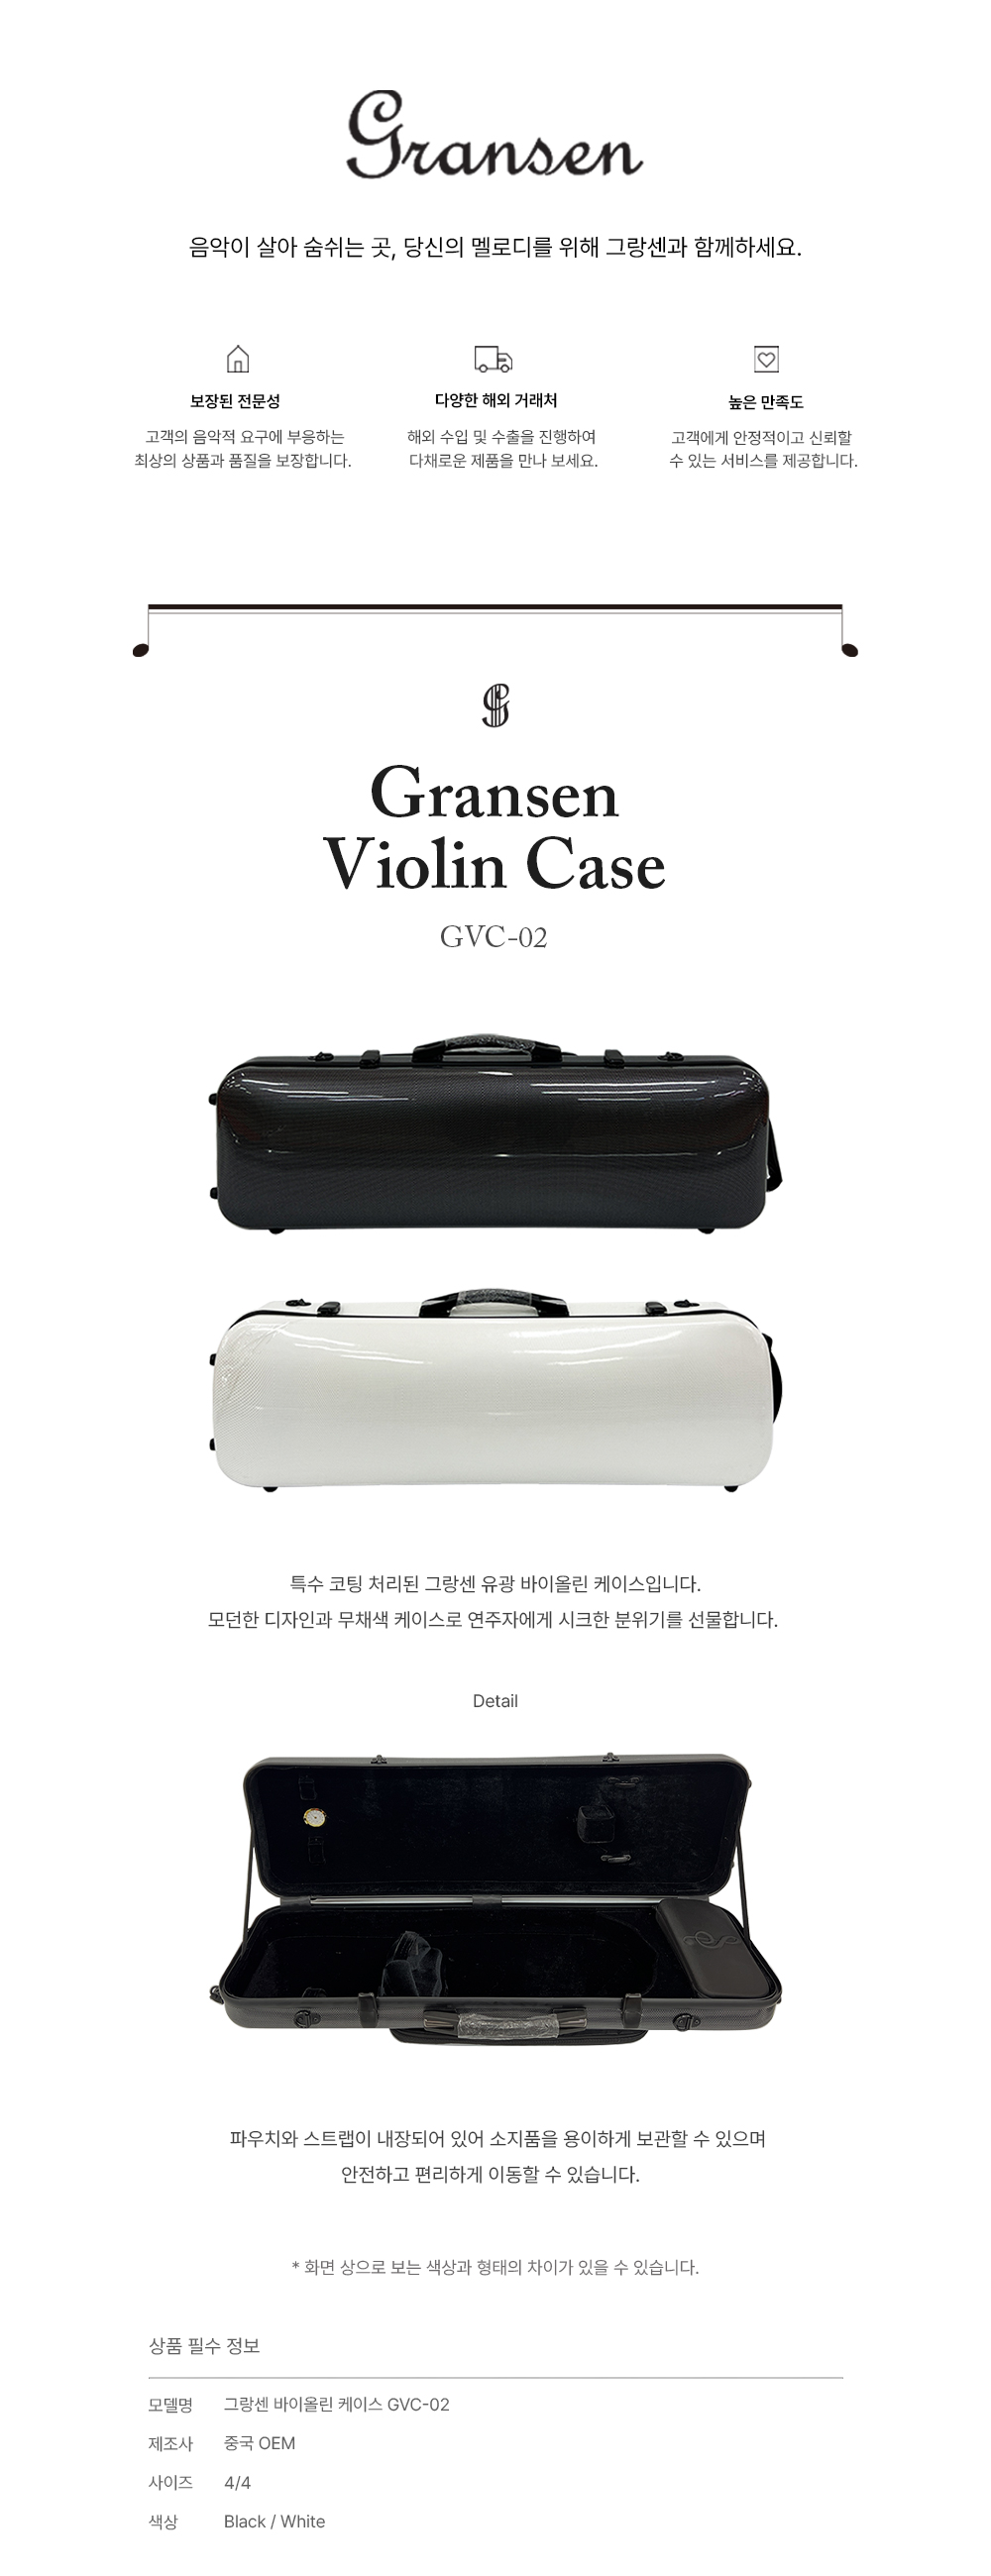 Gransen
음악이 살아 숨쉬는 곳, 당신의 멜로디를 위해 그랑센과 함께하세요.
보장된 전문성
고객의 음악적 요구에 부응하는
최상의 상품과 품질을 보장합니다.
다양한 해외 거래처
해외 수입 및 수출을 진행하여
다채로운 제품을 만나 보세요.
높은 만족도
고객에게 안정적이고 신뢰할
수 있는 서비스를 제공합니다.
Gransen
Violin Case
GVC-02
특수 코팅 처리된 그랑센 유광 바이올린 케이스입니다.
모던한 디자인과 무채색 케이스로 연주자에게 시크한 분위기를 선물합니다.
Detail
파우치와 스트랩이 내장되어 있어 소지품을 용이하게 보관할 수 있으며
안전하고 편리하게 이동할 수 있습니다.
* 화면 상으로 보는 색상과 형태의 차이가 있을 수 있습니다.
상품 필수 정보
모델명 그랑센 바이올린 케이스 GVC-02
제조사 중국 OEM
사이즈 4/4
색상 Black / White